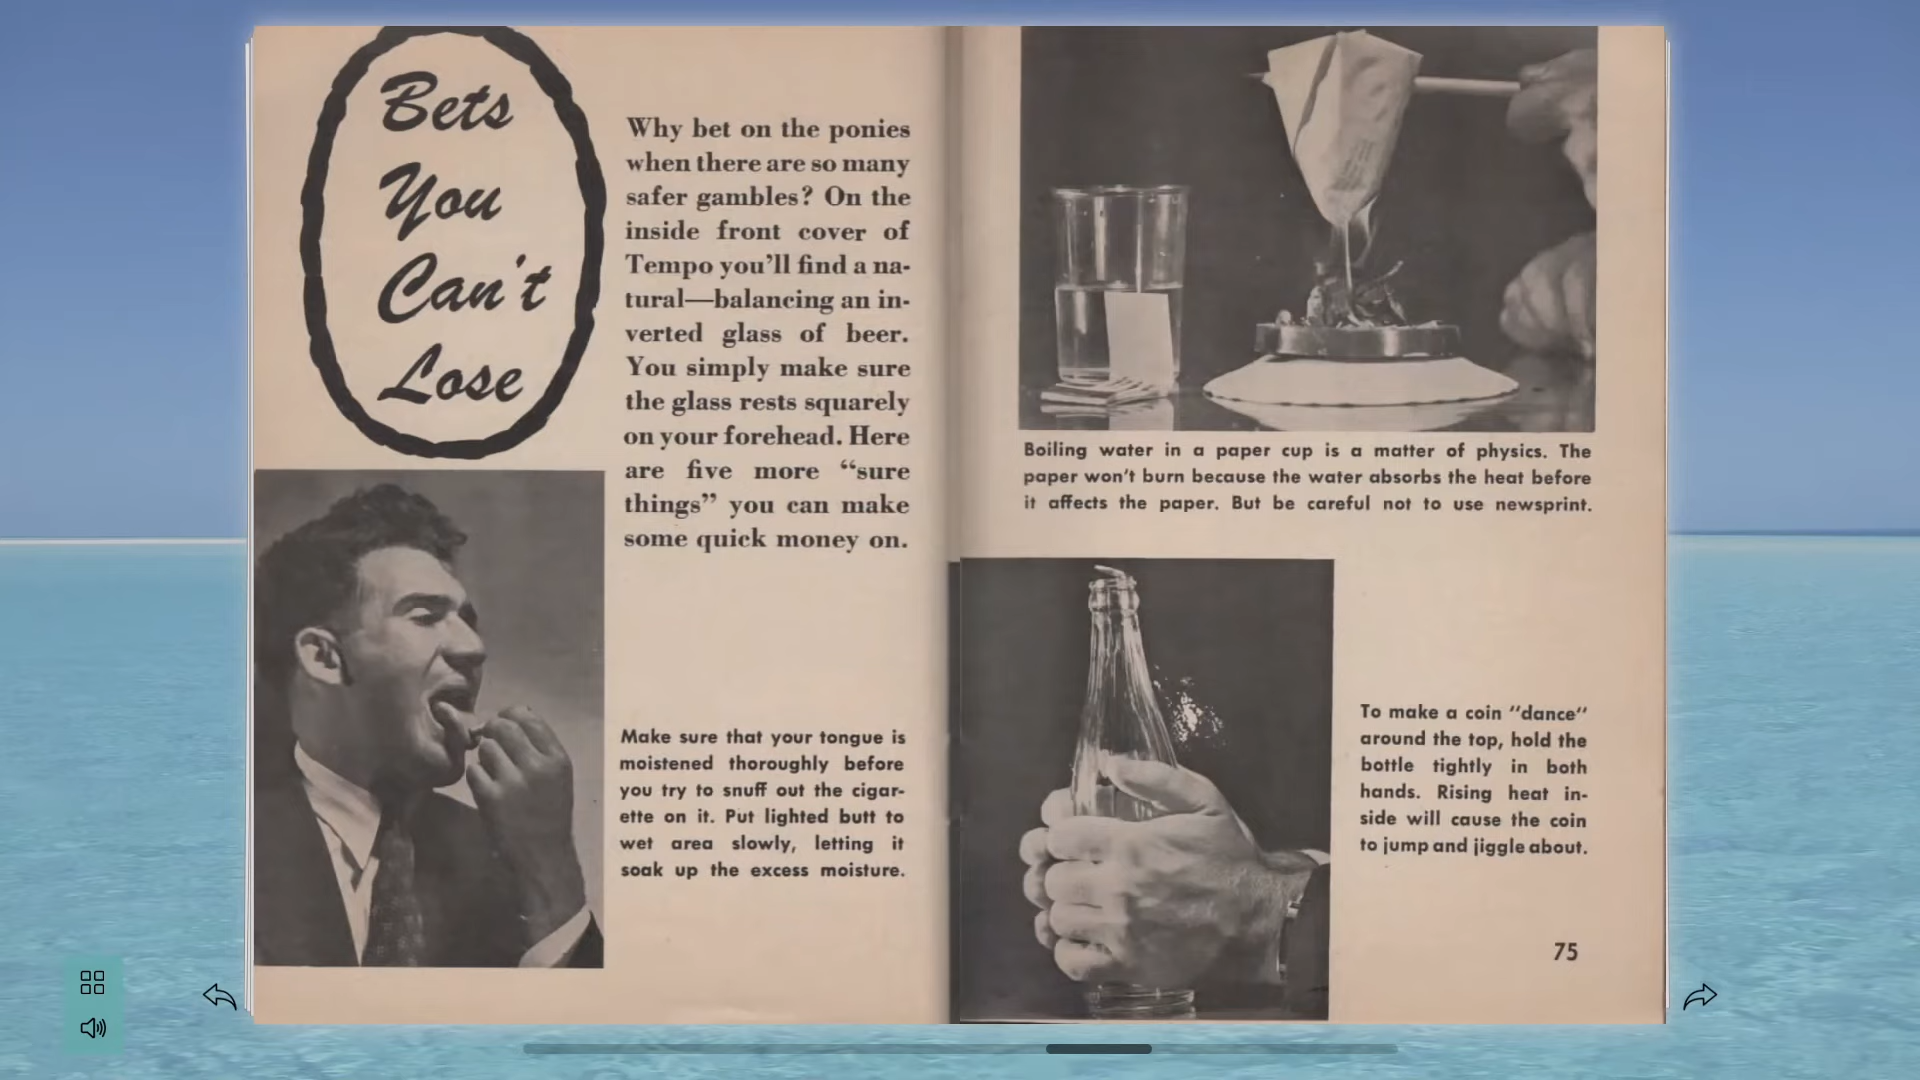 Bets
You
Can't
Lose
Why bet on the ponies
when there are so many
safer gambles? On the
inside front cover of
Tempo you'll find a na-
tural—balancing an in-
verted glass of beer.
You simply make sure
the glass rests squarely
on your forehead. Here
are five more “sure
things” you can make
some quick money on.
Make sure that your tongue is
moistened thoroughly before
you try to snuff out the cigar-
ette on it. Put lighted butt to
wet area slowly, letting it
soak up the excess moisture.
Boiling water in a paper cup is a matter of physics. The
paper won't burn because the water absorbs the heat before
it affects the paper. But be careful not to use newsprint.
To make a coin “dance”
around the top, hold the
bottle tightly in both
hands. Rising heat in-
side will cause the coin
to jump and jiggle about.
75